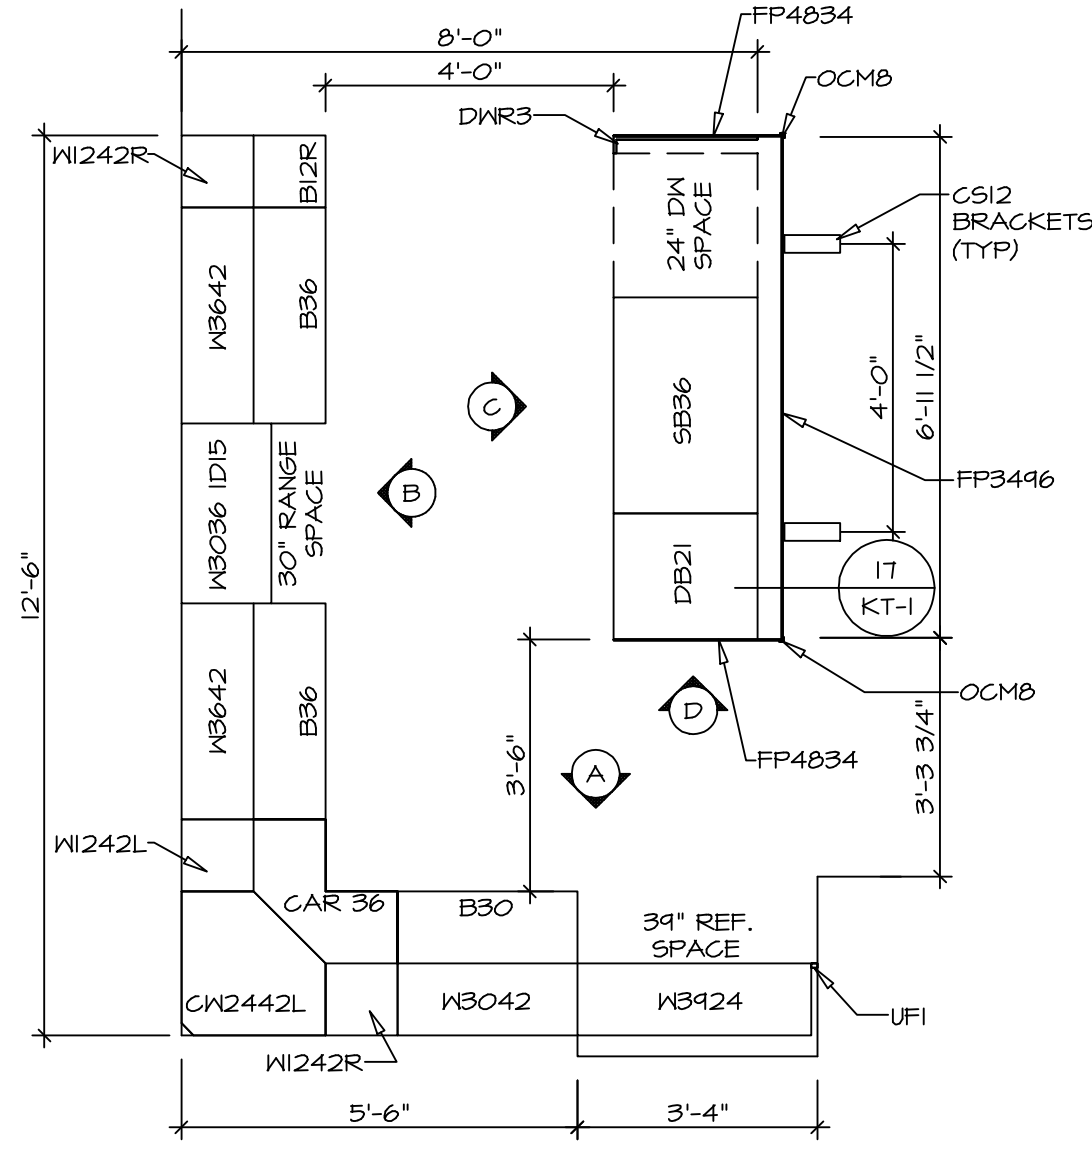 FP4834
8'-0"
4'-0"
OCM8
DWR3
W1242R
B12R
24" DW
SPACE
CS12
BRACKETS
(TYP)
W3642
B36
4'-0"
6'-11 1/2"
C
SB36
B
W3036 1D15
30" RANGE
SPACE
FP3496
12'-6"
DB21
17
KT-1
W3642
B36
D
OCM8
3'-6"
A
FP4834
3'-3 3/4"
W1242L
CAR 36
B30
39" REF.
SPACE
CW2442L
W3042
W3924
UF1
W1242R
5'-6"
3'-4"